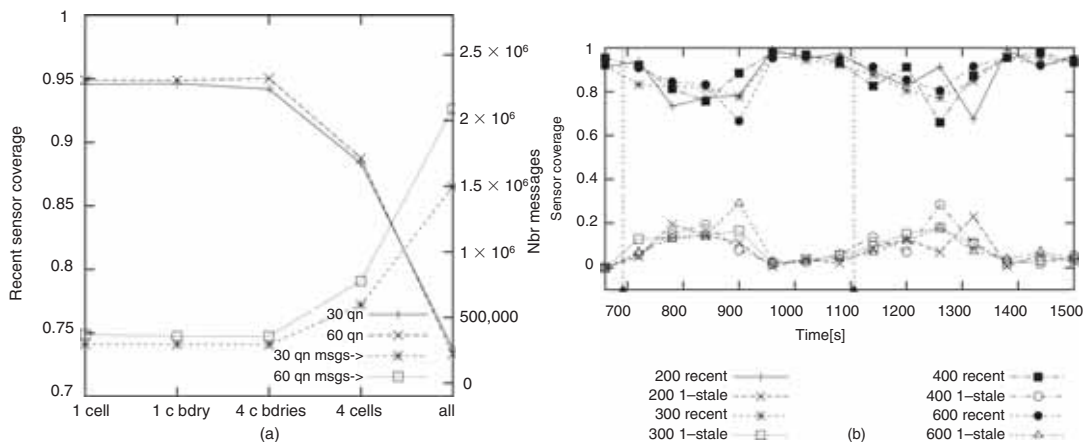 1
0.95
0.9
0.85
0.8
0.75
0.7
Recent sensor coverage
2.5 × 10⁶
2 × 10⁶
1.5 × 10⁶
1 × 10⁶
500,000
0
Nbr messages
30 qn
60 qn
30 qn msgs->
60 qn msgs->
1 cell
1 c bdry
4 c bdries
4 cells
all
(a)
1
0.8
0.6
0.4
0.2
0
Sensor coverage
700
800
900
1000
1100
1200
1300
1400
1500
Time[s]
200 recent
200 1–stale
300 recent
300 1–stale
400 recent
400 1–stale
600 recent
600 1–stale
(b)